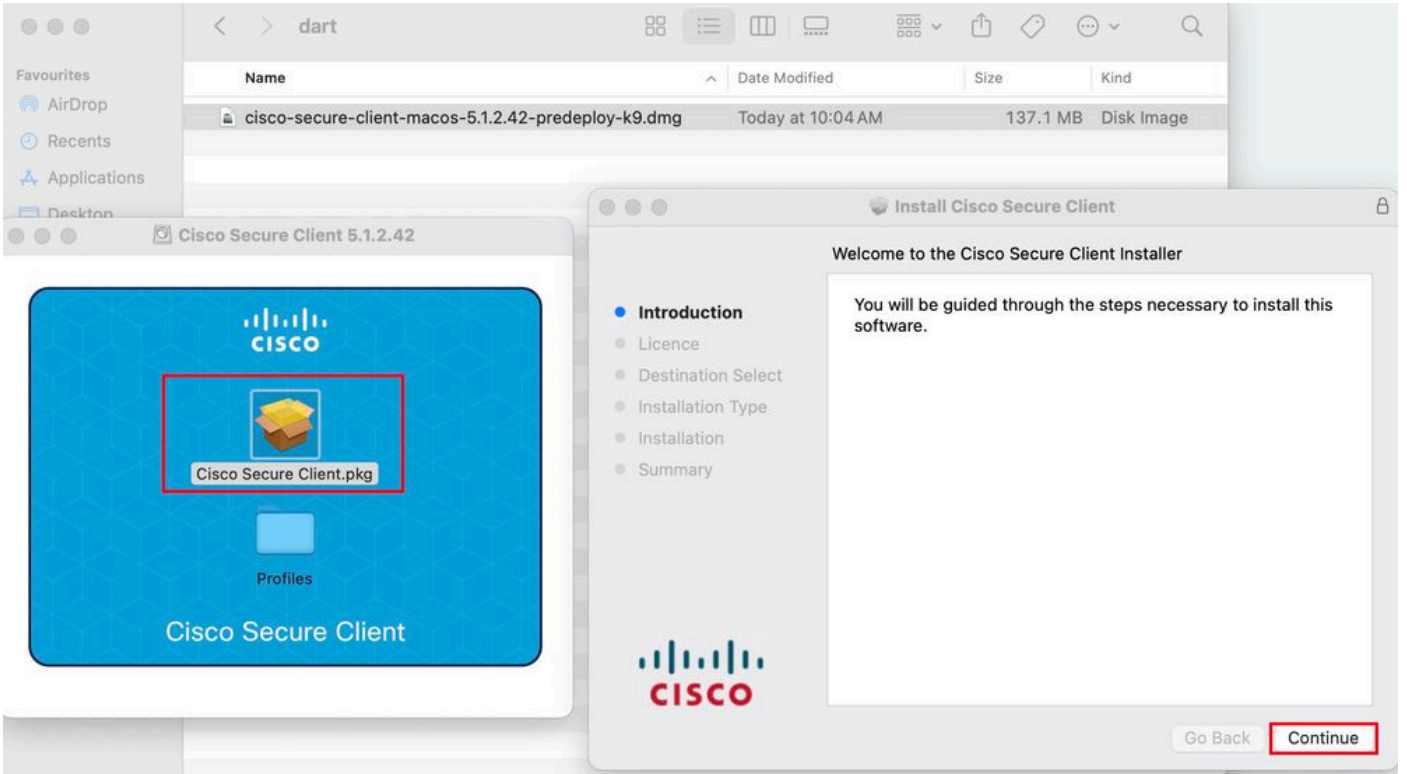 dart
Favourites
AirDrop
Recents
Applications
Desktop
Name
Date Modified
Size
Kind
cisco-secure-client-macos-5.1.2.42-predeploy-k9.dmg
Today at 10:04 AM
137.1 MB
Disk Image
Cisco Secure Client 5.1.2.42
CISCO
Cisco Secure Client.pkg
Profiles
Cisco Secure Client
Install Cisco Secure Client
Welcome to the Cisco Secure Client Installer
Introduction
Licence
Destination Select
Installation Type
Installation
Summary
You will be guided through the steps necessary to install this
software.
CISCO
Go Back
Continue